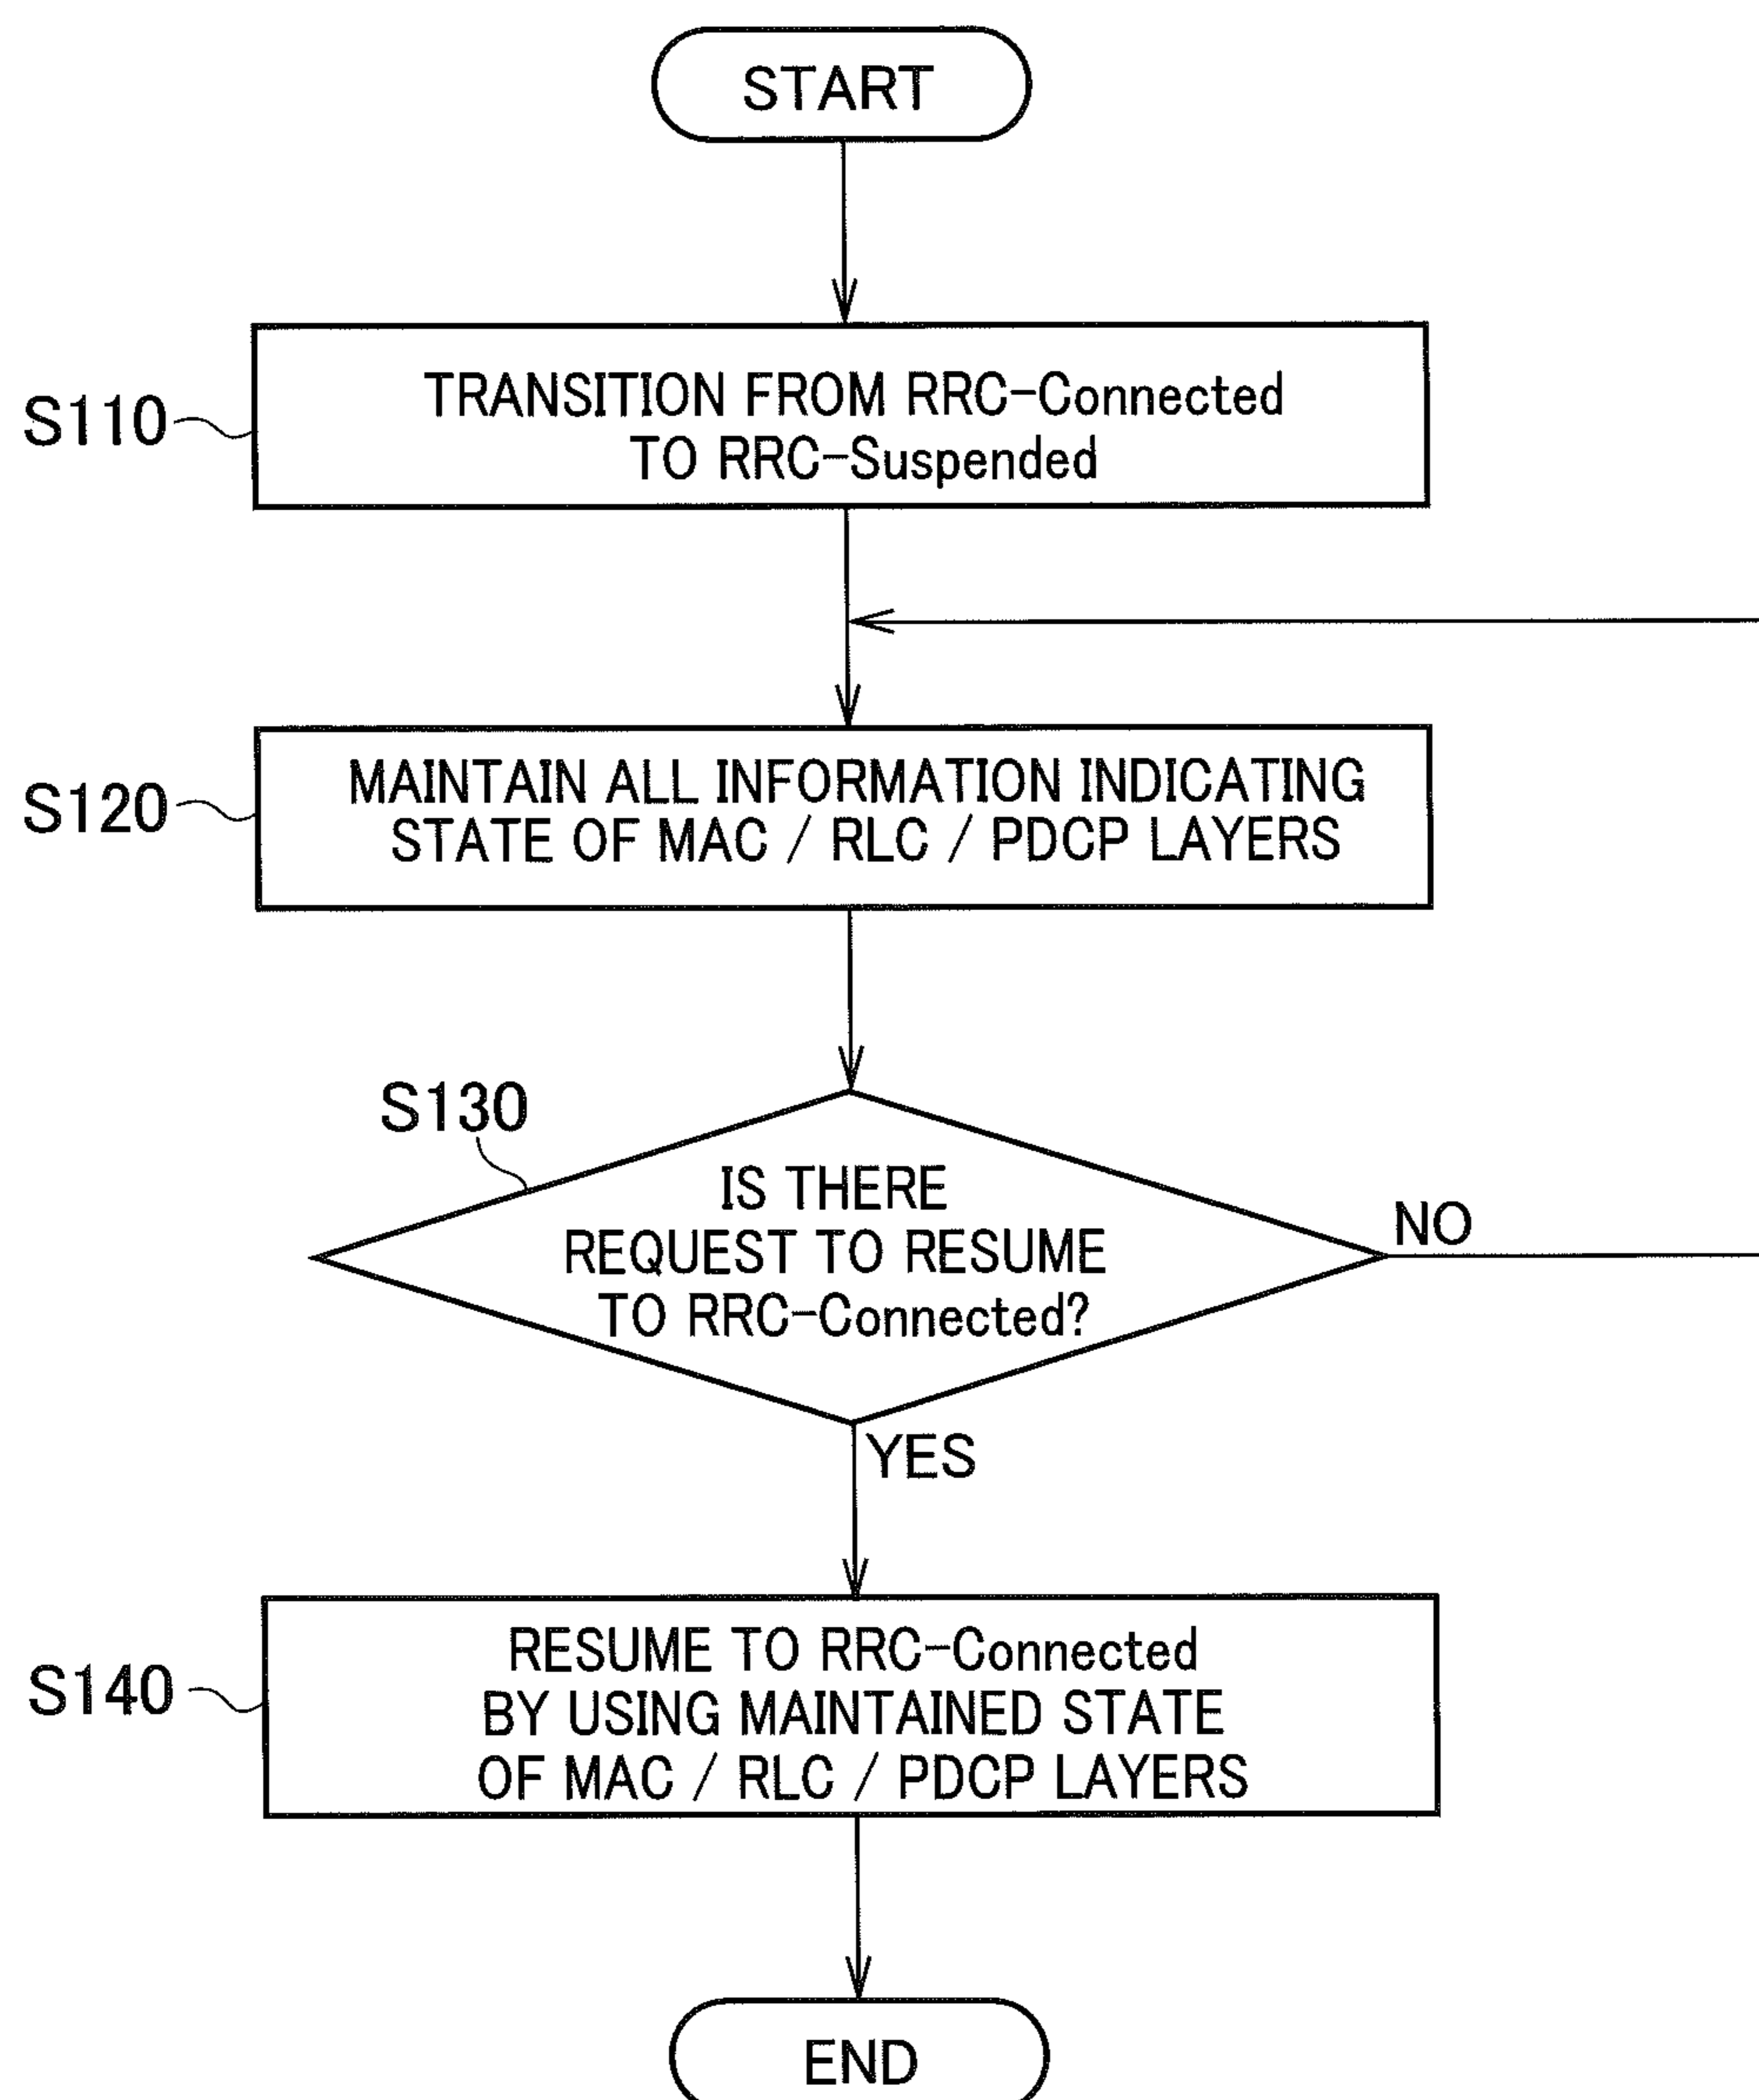 START
S110
TRANSITION FROM RRC-Connected
TO RRC-Suspended
S120
MAINTAIN ALL INFORMATION INDICATING
STATE OF MAC / RLC / PDCP LAYERS
S130
IS THERE
REQUEST TO RESUME
TO RRC-Connected?
NO
YES
S140
RESUME TO RRC-Connected
BY USING MAINTAINED STATE
OF MAC / RLC / PDCP LAYERS
END